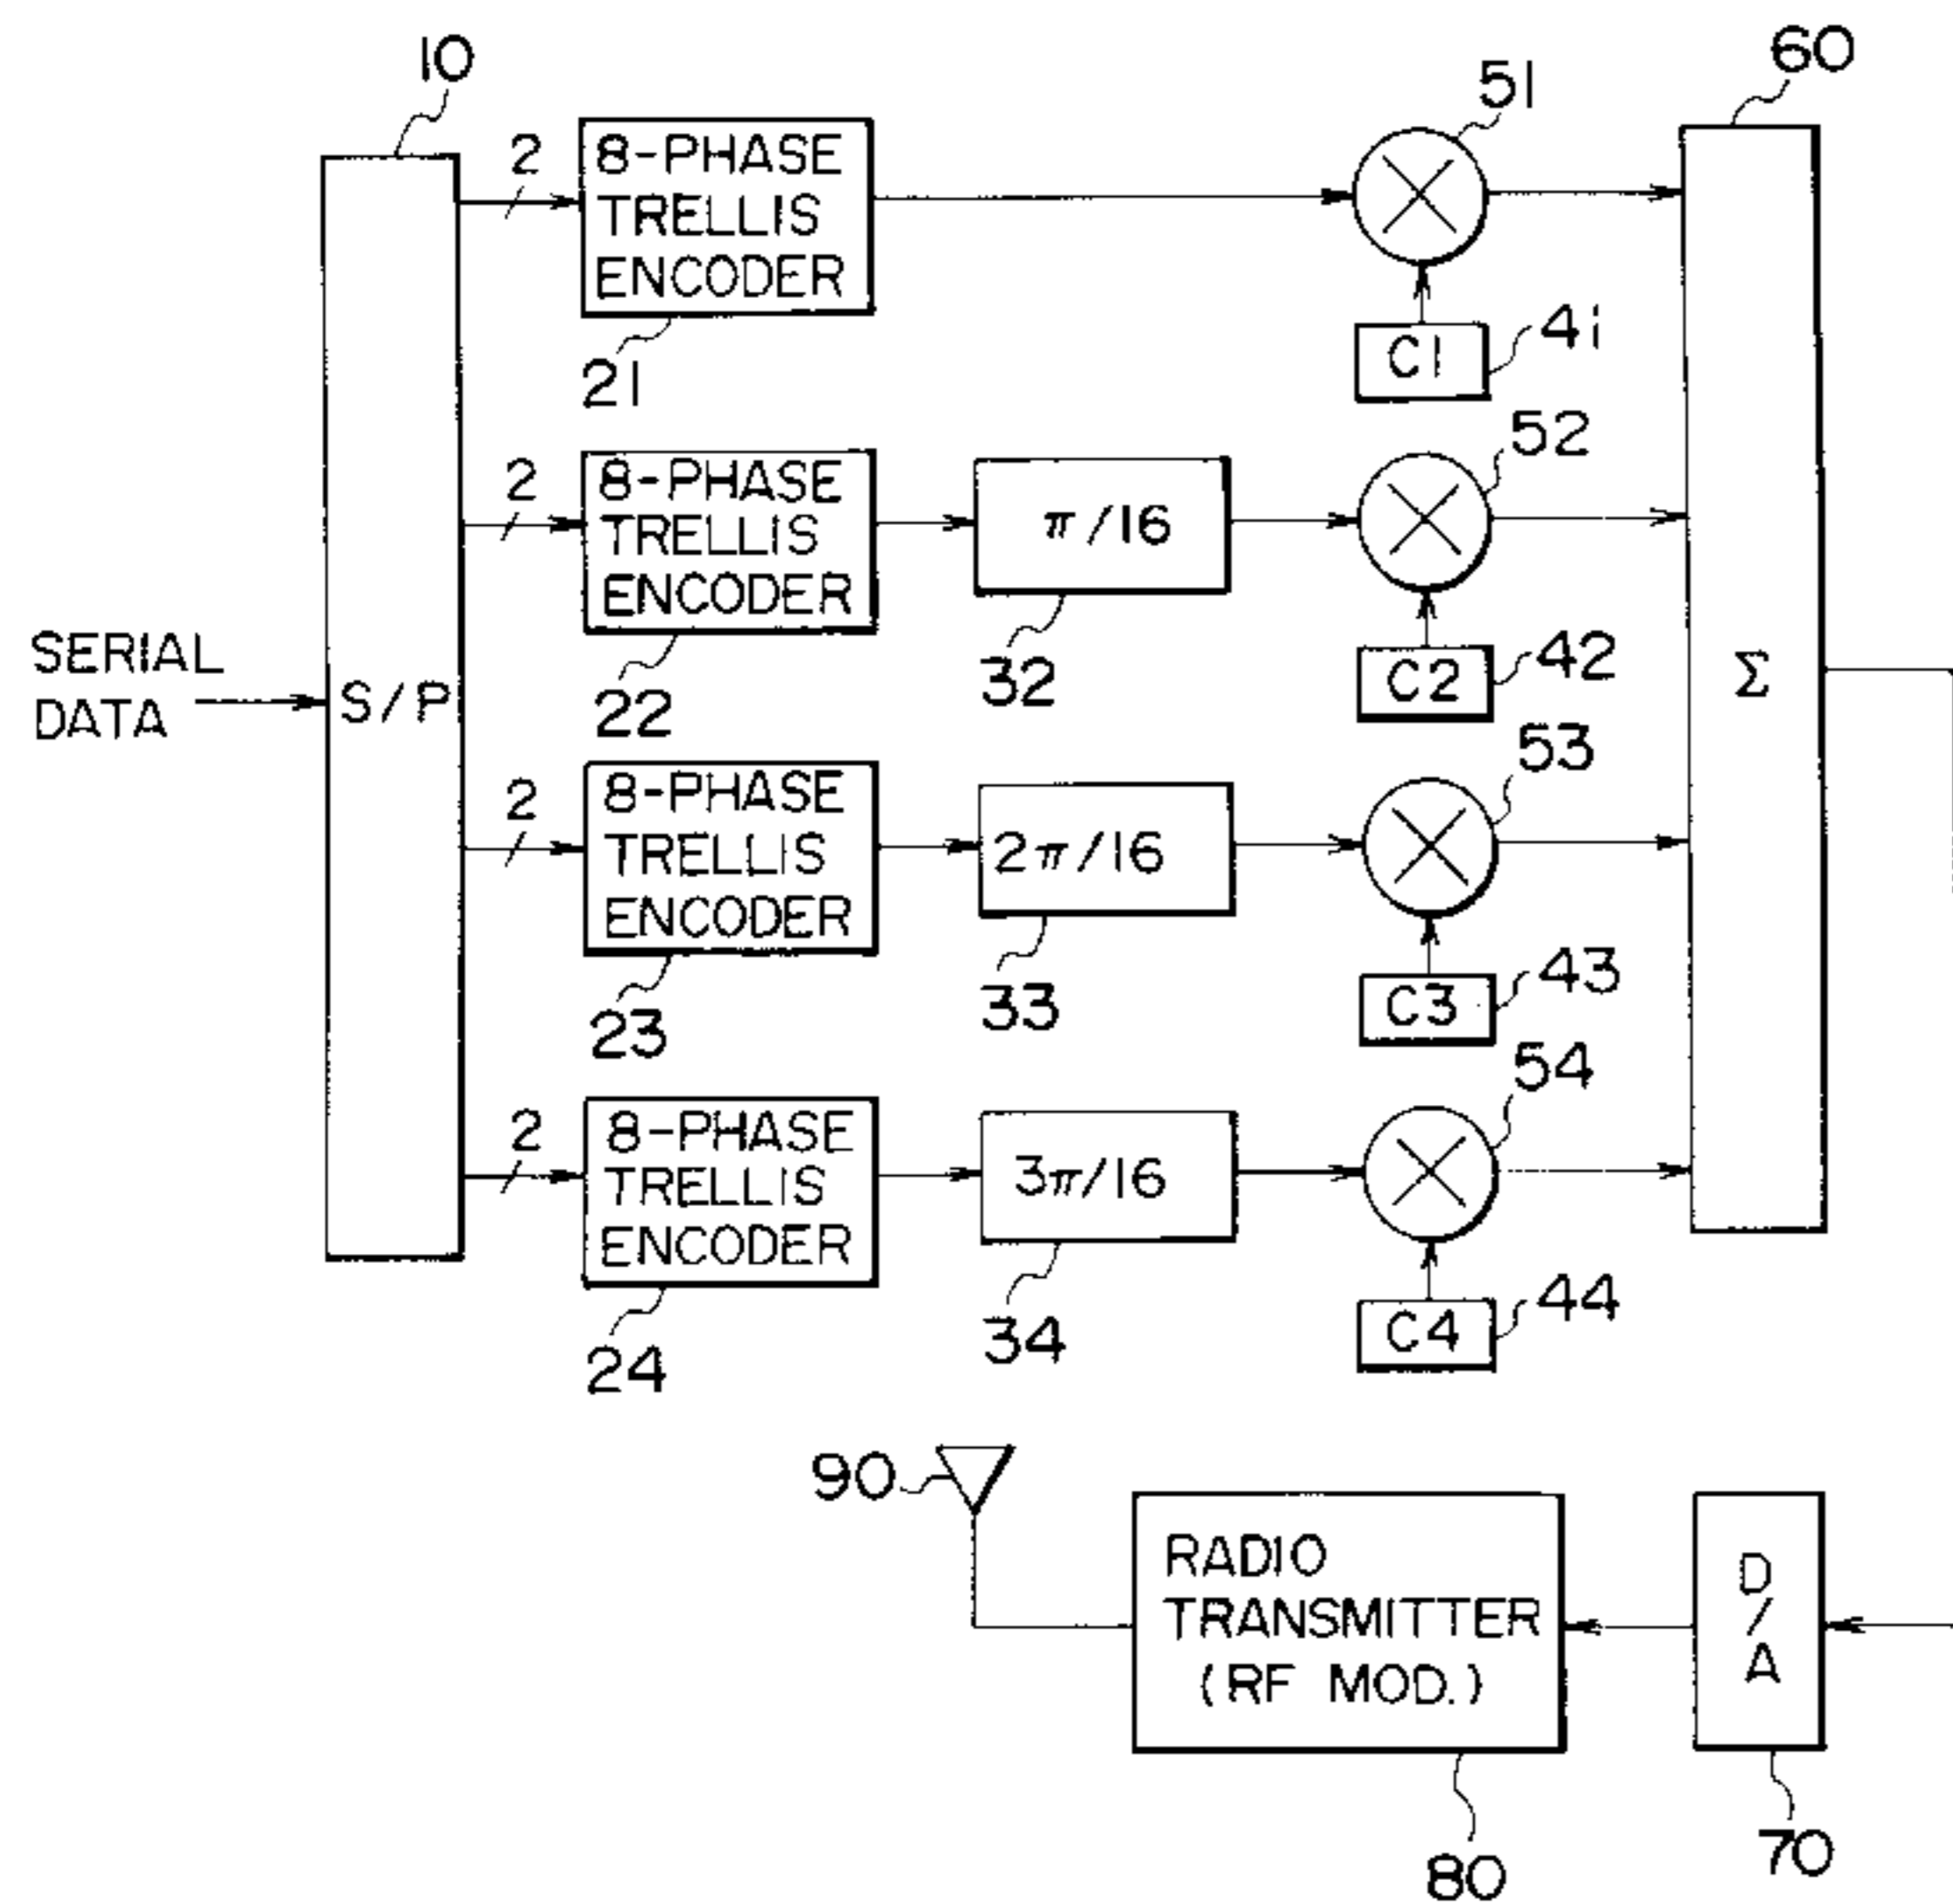 10
2
8-PHASE
TRELLIS
ENCODER
21
51
60
C1
41
2
8-PHASE
TRELLIS
ENCODER
22
π/16
32
52
C2
42
SERIAL
DATA
S/P
Σ
2
8-PHASE
TRELLIS
ENCODER
23
2π/16
33
53
C3
43
2
8-PHASE
TRELLIS
ENCODER
24
3π/16
34
54
C4
44
90
RADIO
TRANSMITTER
(RF MOD.)
80
D
/
A
70